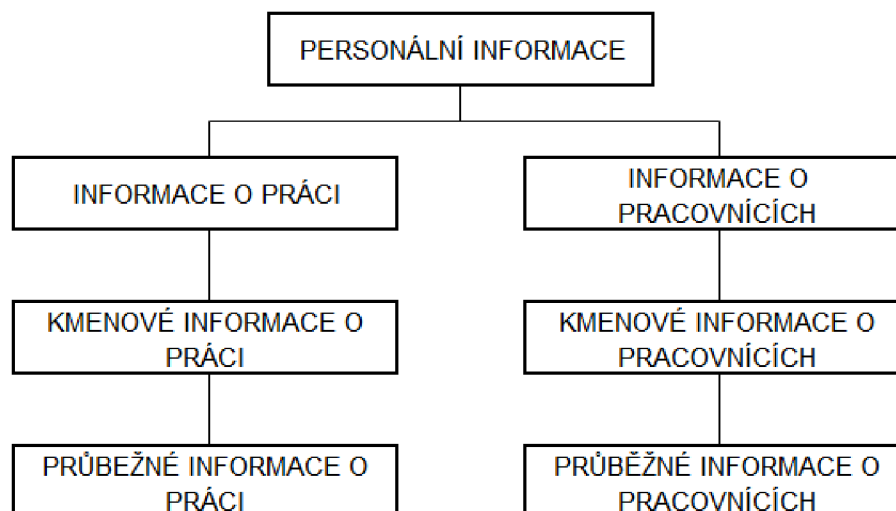 PERSONÁLNÍ INFORMACE
INFORMACE O PRÁCI
INFORMACE O
PRACOVNÍCÍCH
KMENOVÉ INFORMACE O
PRÁCI
KMENOVÉ INFORMACE O
PRACOVNÍCÍCH
PRŮBEŽNÉ INFORMACE O
PRÁCI
PRŮBĚŽNÉ INFORMACE O
PRACOVNÍCÍCH